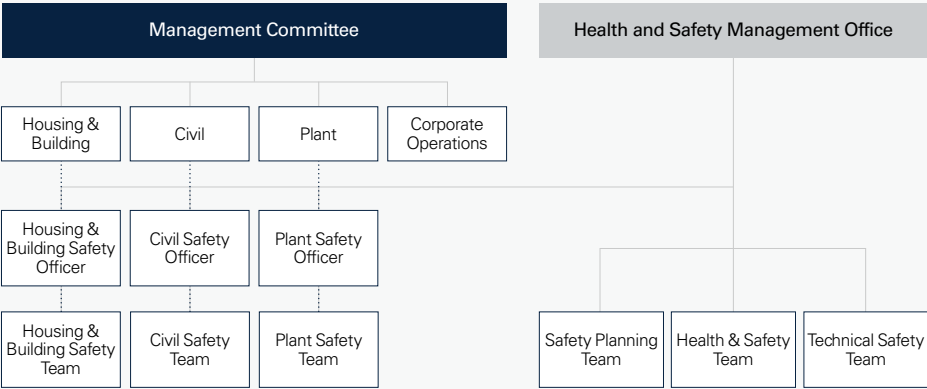 Management Committee
Health and Safety Management Office
Housing &
Building
Civil
Plant
Corporate
Operations
Housing &
Building Safety
Officer
Civil Safety
Officer
Plant Safety
Officer
Housing &
Building Safety
Team
Civil Safety
Team
Plant Safety
Team
Safety Planning
Team
Health & Safety
Team
Technical Safety
Team